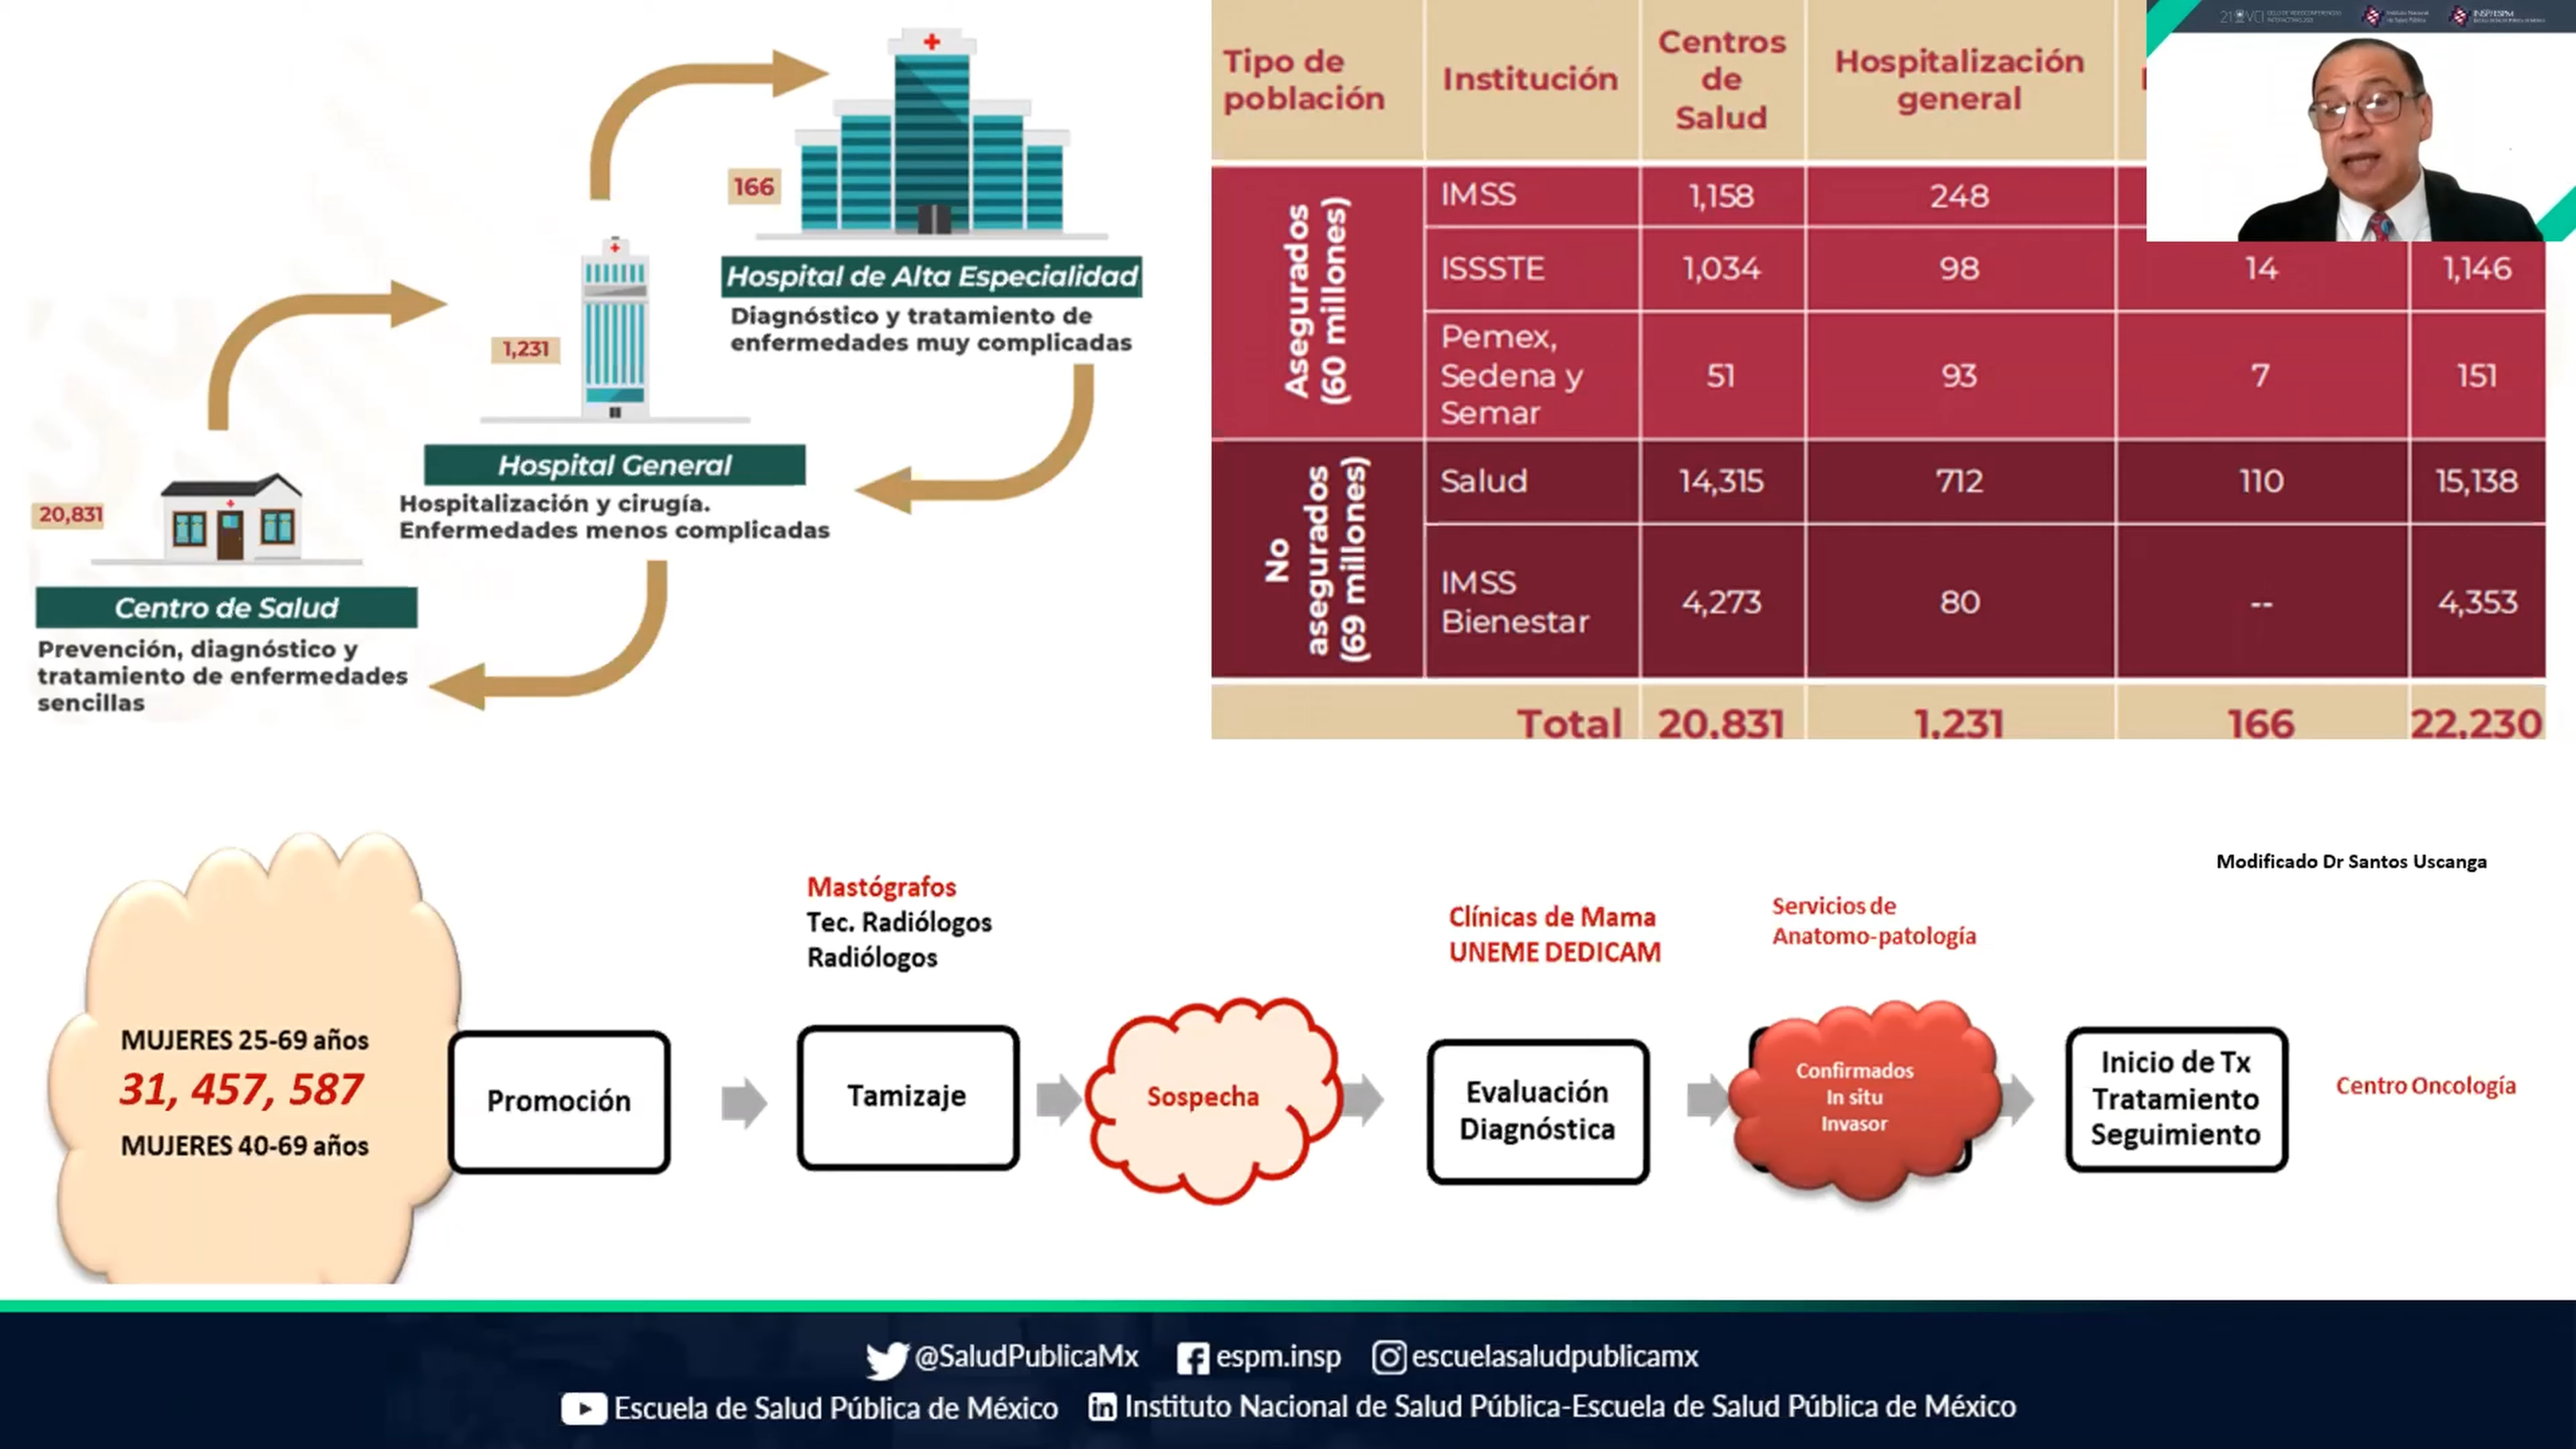 166
Hospital de Alta Especialidad
Diagnóstico y tratamiento de
enfermedades muy complicadas
1,231
Hospital General
Hospitalización y cirugía.
Enfermedades menos complicadas
20,831
Centro de Salud
Prevención, diagnóstico y
tratamiento de enfermedades
sencillas
Tipo de
población
Institución
Centros
de
Salud
Hospitalización
general
Asegurados
(60 millones)
IMSS 1,158 248
ISSSTE 1,034 98 14 1,146
Pemex,
Sedena y
Semar
51 93 7 151
No
asegurados
(69 millones)
Salud 14,315 712 110 15,138
IMSS
Bienestar
4,273 80 -- 4,353
Total 20,831 1,231 166 22,230
Modificado Dr Santos Uscanga
MUJERES 25-69 años
31, 457, 587
MUJERES 40-69 años
Promoción
Mastógrafos
Tec. Radiólogos
Radiólogos
Tamizaje
Sospecha
Clínicas de Mama
UNEME DEDICAM
Evaluación
Diagnóstica
Servicios de
Anatomo-patología
Confirmados
In situ
Invasor
Inicio de Tx
Tratamiento
Seguimiento
Centro Oncología
@SaludPublicaMx espm.insp escuelasaludpublicamx
Escuela de Salud Pública de México Instituto Nacional de Salud Pública-Escuela de Salud Pública de México